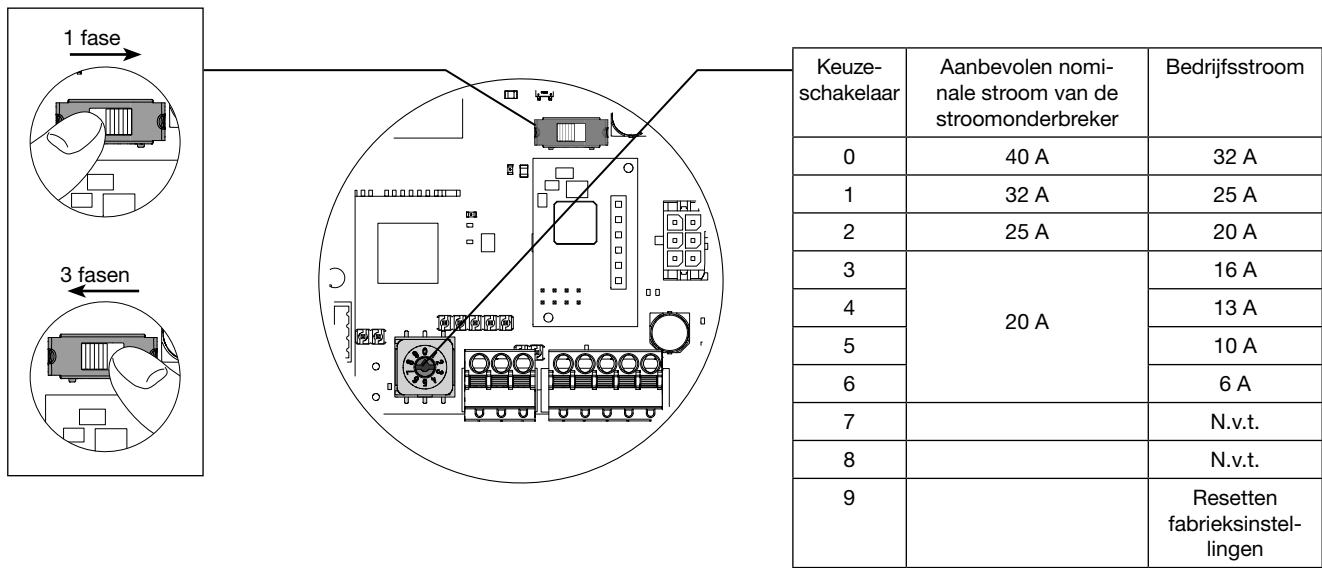 1 fase
3 fasen
Keuze-
schakelaar
Aanbevolen nomi-
nale stroom van de
stroomonderbreker
Bedrijfsstroom
0
40 A
32 A
1
32 A
25 A
2
25 A
20 A
3
20 A
16 A
4
13 A
5
10 A
6
6 A
7
N.v.t.
8
N.v.t.
9
Resetten
fabrieksinstel-
lingen